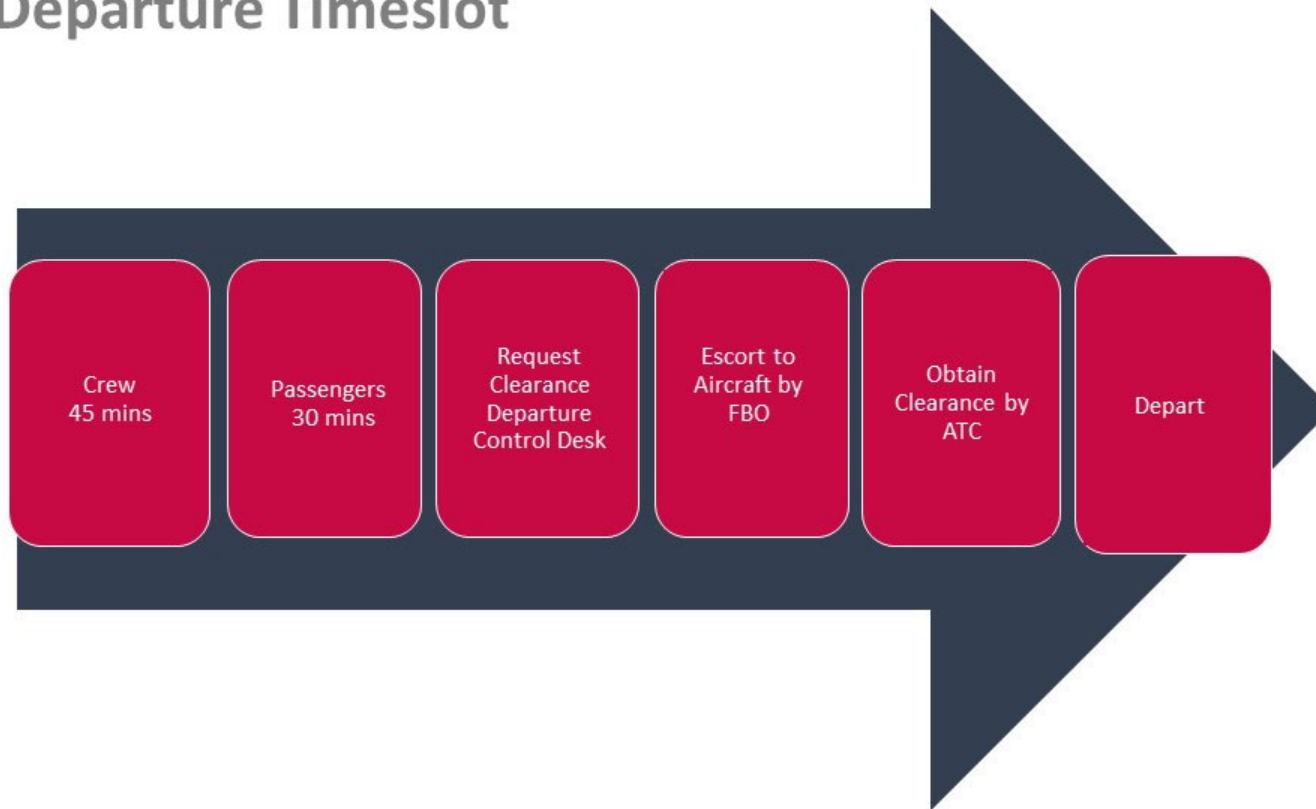 Departure Timeslot
Crew
45 mins
Passengers
30 mins
Request
Clearance
Departure
Control Desk
Escort to
Aircraft by
FBO
Obtain
Clearance by
ATC
Depart